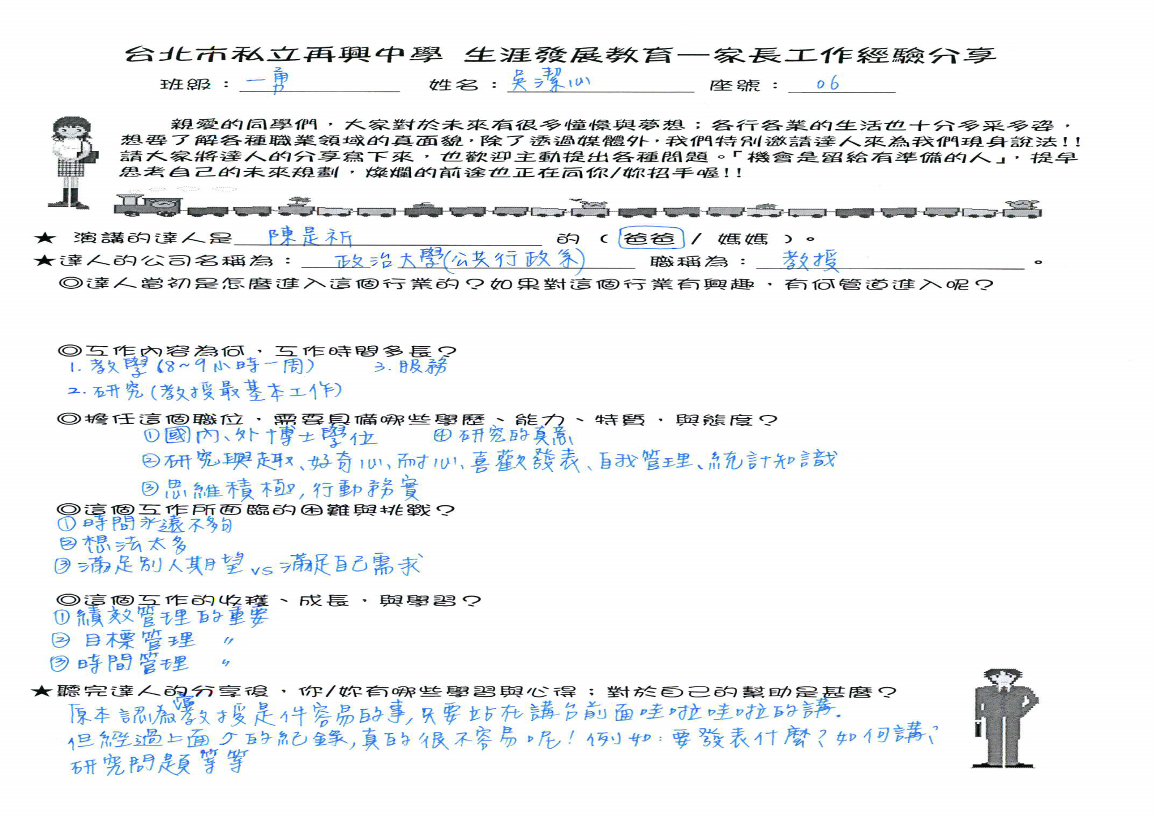 台北市私立再興中學 生涯發展教育—家長工作經驗分享
班級：一勇 姓名：吳潔心 座號：06
親愛的同學們，大家對於未來有很多憧憬與夢想；各行各業的生活也十分多采多姿，
想要了解各種職業領域的真面貌，除了透過媒體外，我們特別邀請達人來為我們現身說法!!
請大家將達人的分享寫下來，也歡迎主動提出各種問題。「機會是留給有準備的人」，提早
思考自己的未來規劃，燦爛的前途也正在向你/妳招手喔!!
★ 演講的達人是 陳是祈 的（爸爸/媽媽）。
★達人的公司名稱為：政治大學(公共行政系) 職稱為：教授。
◎達人當初是怎麼進入這個行業的？如果對這個行業有興趣，有何管道進入呢？
◎工作內容為何，工作時間多長？
1. 教學(8~9小時一周) 3. 服務
2. 研究(教授最基本工作)
◎擔任這個職位，需要具備哪些學歷、能力、特質，與態度？
①國內、外博士學位 ④研究的真意
②研究興趣、好奇心、耐心、喜歡發表、自我管理、統計知識
③思維積極，行動務實
◎這個工作所面臨的困難與挑戰？
①時間永遠不夠
②想法太多
③滿足別人期望 vs 滿足自己需求
◎這個工作的收穫、成長，與學習？
①績效管理的重要
②目標管理 〃
③時間管理 〃
★聽完達人的分享後，你/妳有哪些學習與心得；對於自己的幫助是甚麼？
原本認為當教授是件容易的事，只要站在講台前面哇啦哇啦的講．
但經過上面的紀錄，真的很不容易呢！例如：要發表什麼？如何講？
研究問題等等